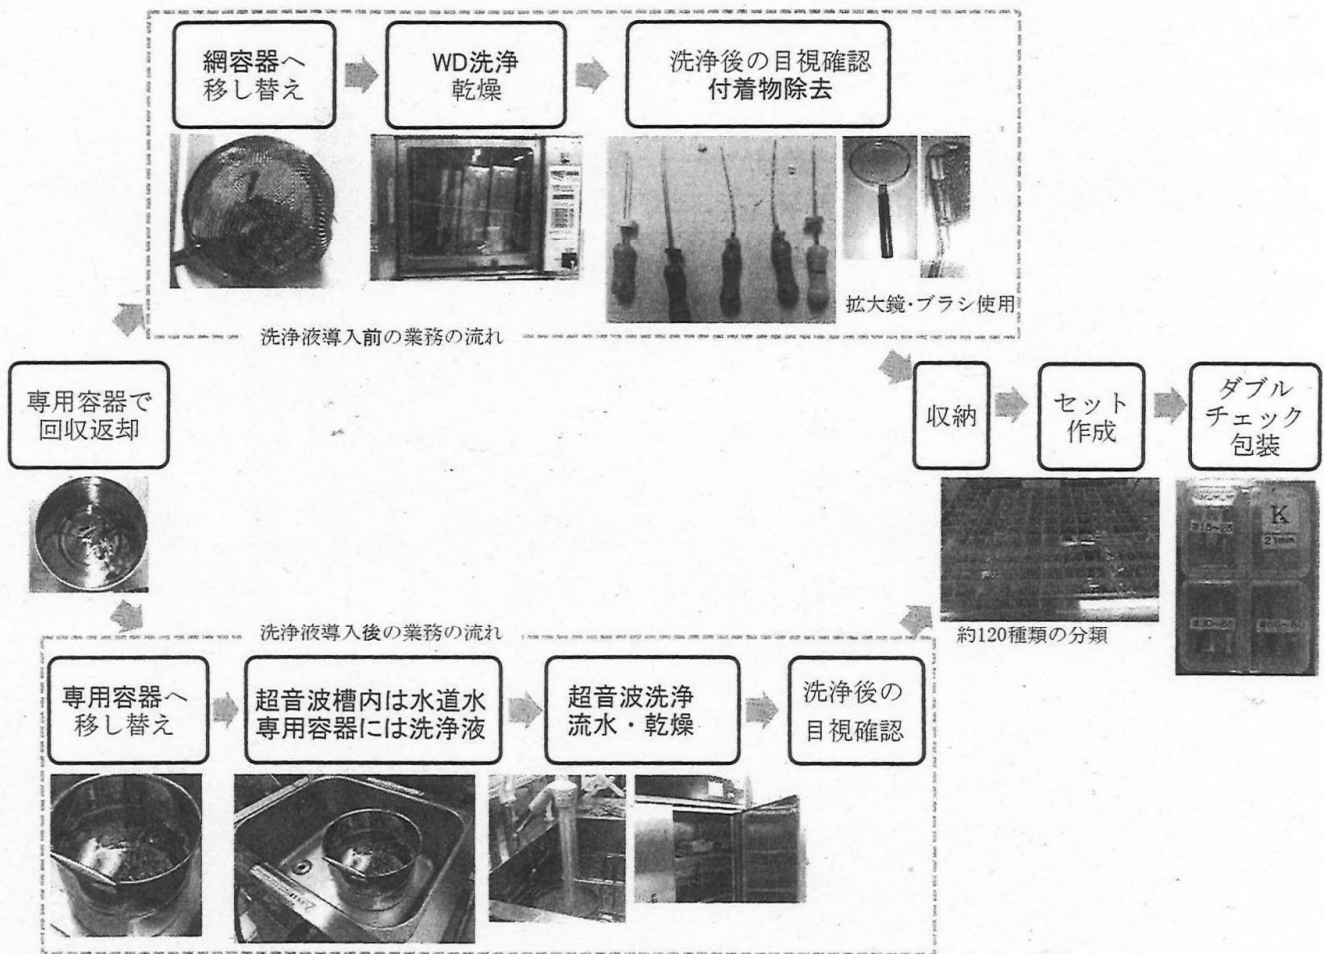 網容器へ
移し替え
WD洗浄
乾燥
洗浄後の目視確認
付着物除去
拡大鏡・ブラシ使用
洗浄液導入前の業務の流れ
専用容器で
回収返却
収納
セット
作成
ダブル
チェック
包装
K
21mm
約120種類の分類
洗浄液導入後の業務の流れ
専用容器へ
移し替え
超音波槽内は水道水
専用容器には洗浄液
超音波洗浄
流水・乾燥
洗浄後の
目視確認